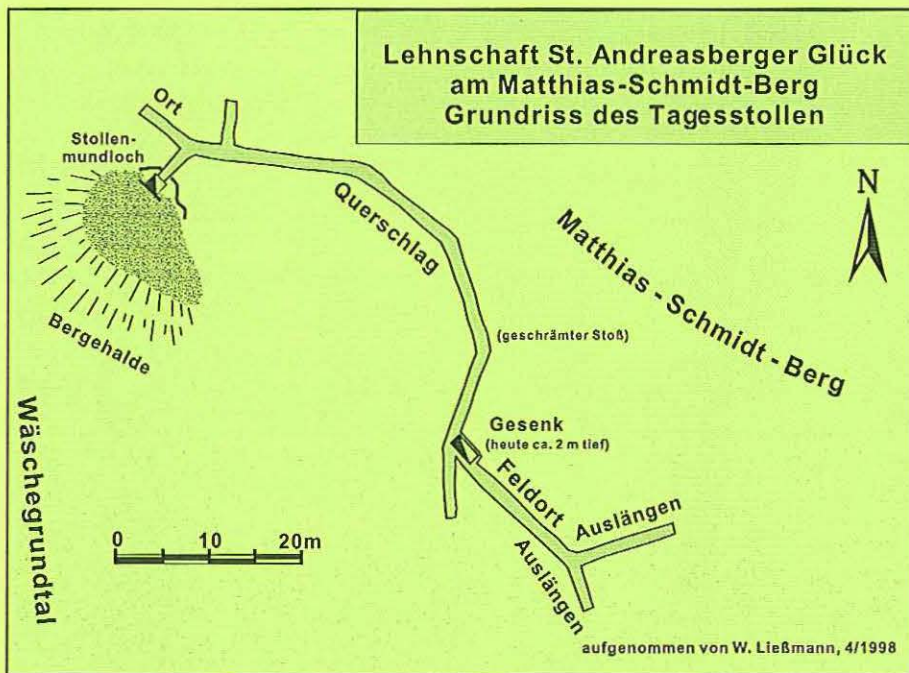 Lehnschaft St. Andreasberger Glück
am Matthias-Schmidt-Berg
Grundriss des Tagesstollen
Ort
Stollen-
mundloch
Querschlag
N
Matthias - Schmidt - Berg
(geschrämter Stoß)
Bergehalde
Wäschegrundtal
Gesenk
(heute ca. 2 m tief)
Feldort
Auslängen
Auslängen
0 10 20m
aufgenommen von W. Ließmann, 4/1998